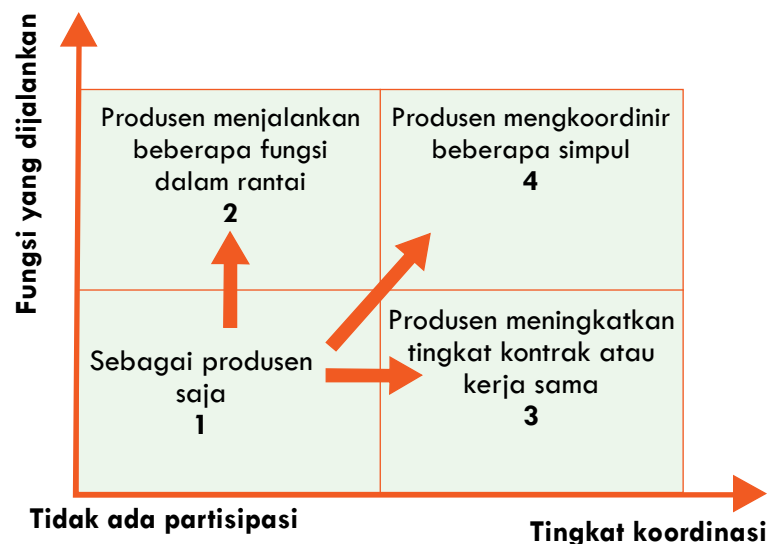 Fungsi yang dijalankan
Produsen menjalankan
beberapa fungsi
dalam rantai
2
Produsen mengkoordinir
beberapa simpul
4
Sebagai produsen
saja
1
Produsen meningkatkan
tingkat kontrak atau
kerja sama
3
Tidak ada partisipasi
Tingkat koordinasi